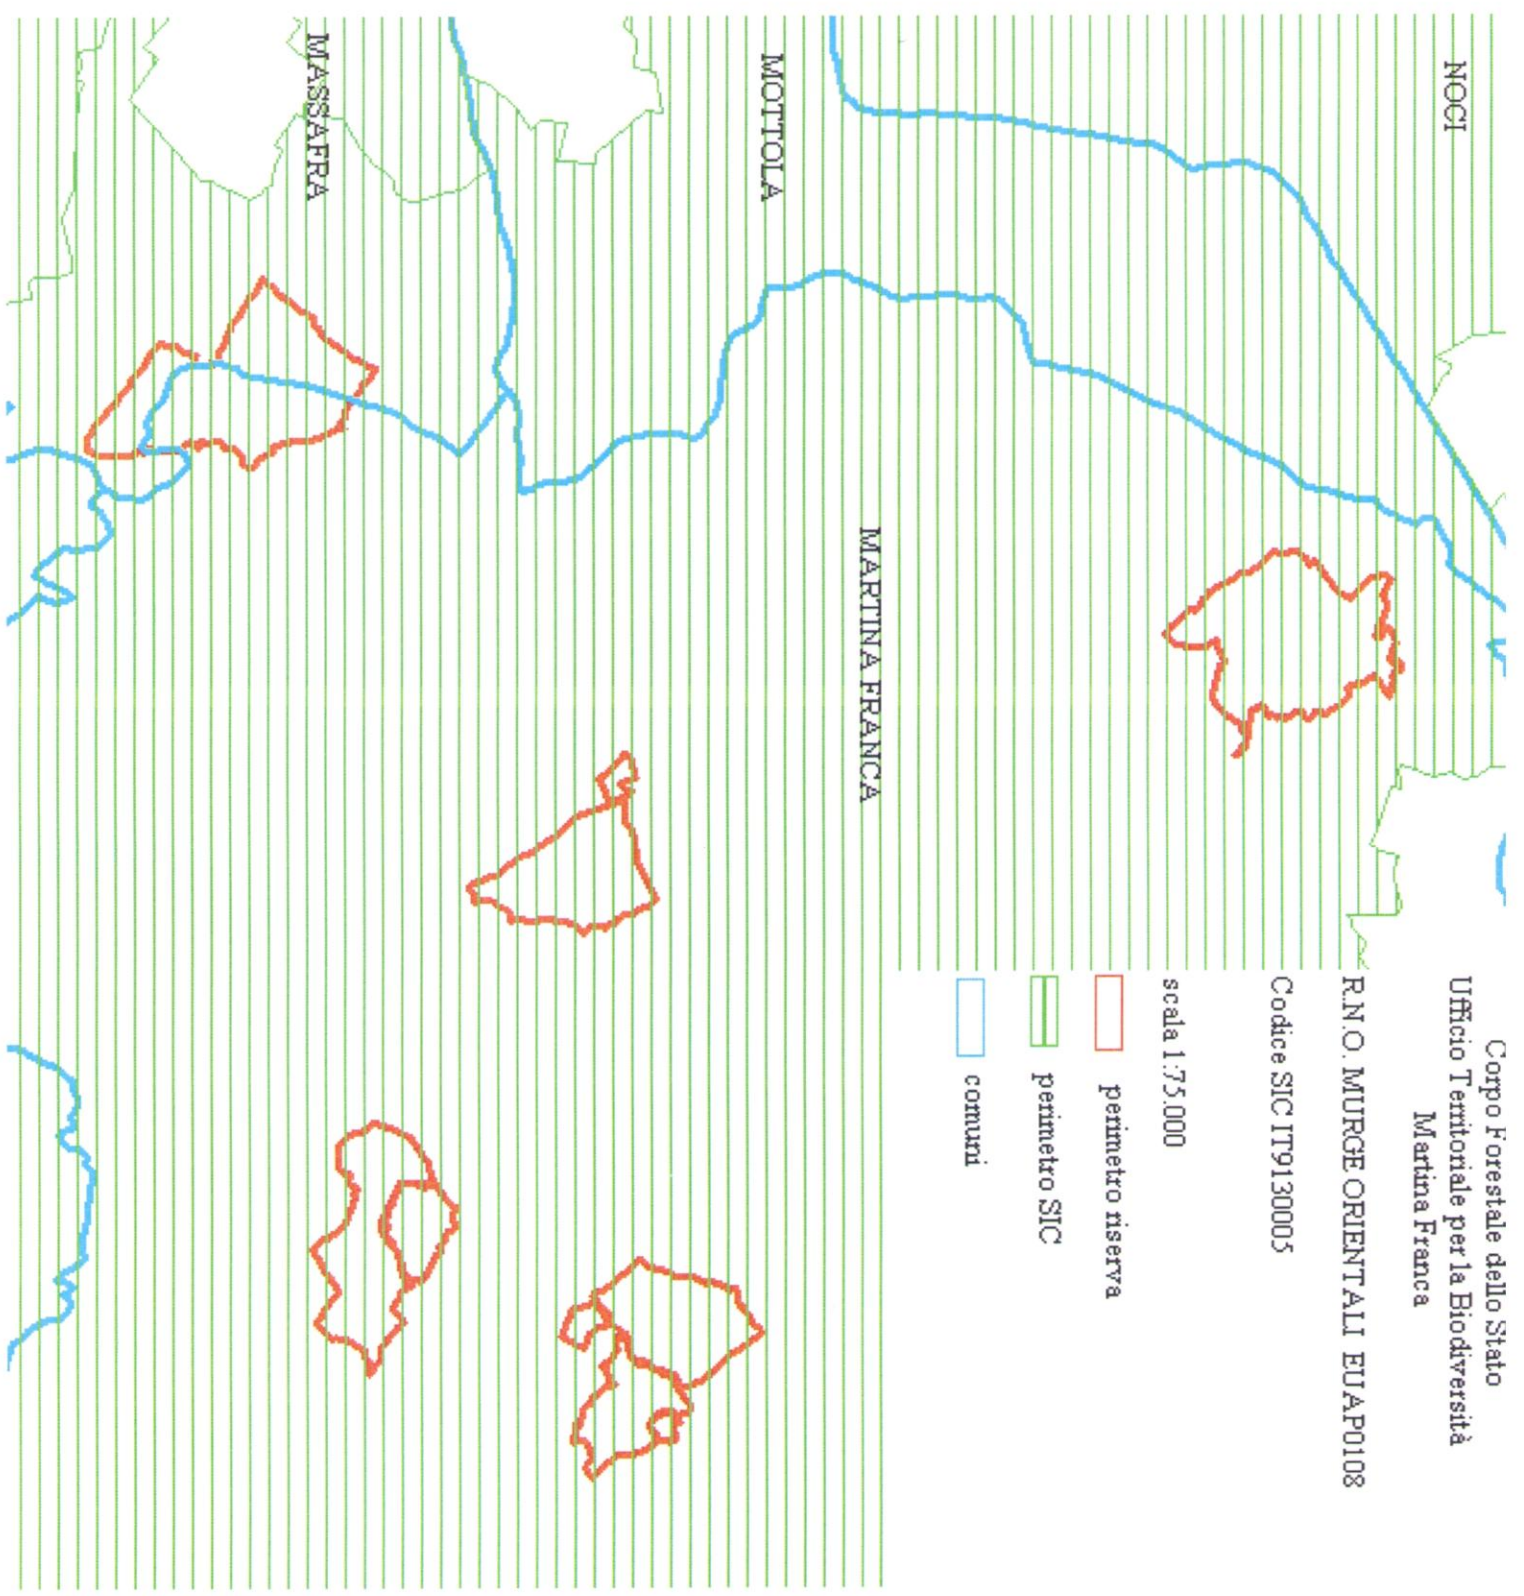 Corpo Forestale dello Stato
Ufficio Territoriale per la Biodiversità
Martina Franca
R.N.O. MURGE ORIENTALI EUAP0108
Codice SIC IT9130005
scala 1:75.000
perimetro riserva
perimetro SIC
comuni
NOCI
MOTTOLA
MARTINA FRANCA
MASSAFRA